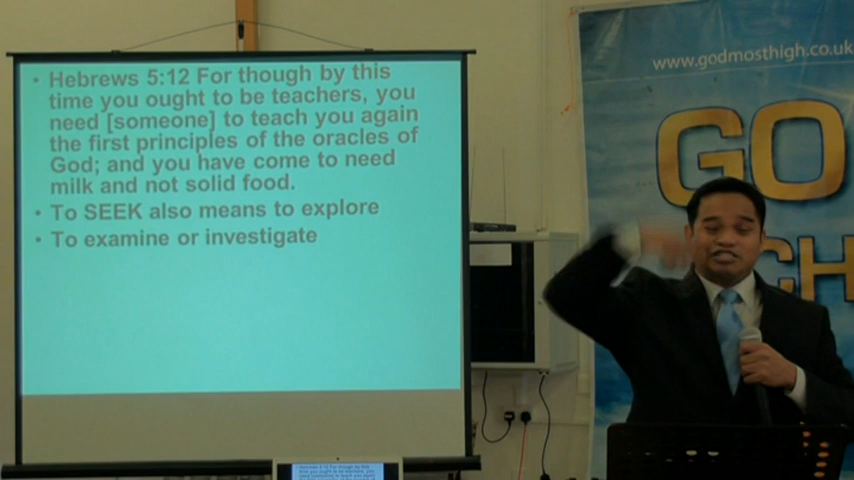 • Hebrews 5:12 For though by this
time you ought to be teachers, you
need [someone] to teach you again
the first principles of the oracles of
God; and you have come to need
milk and not solid food.
• To SEEK also means to explore
• To examine or investigate
www.godmosthigh.co.uk
GO
CH